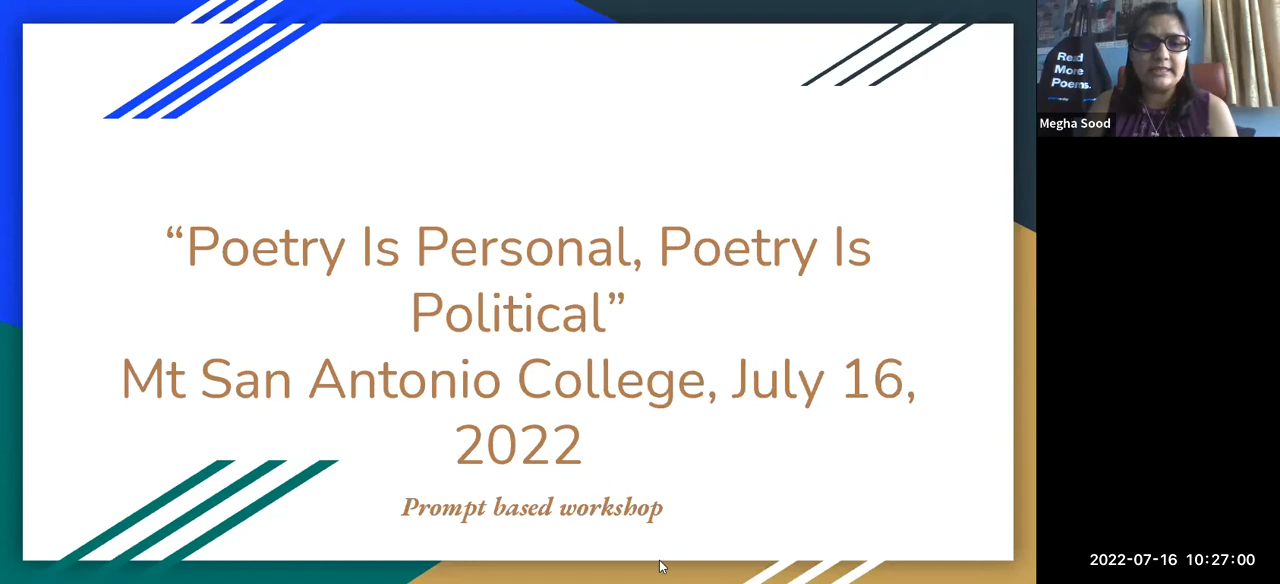 “Poetry Is Personal, Poetry Is
Political”
Mt San Antonio College, July 16,
2022
Prompt based workshop
Read
More
Poems.
Megha Sood
2022-07-16 10:27:00